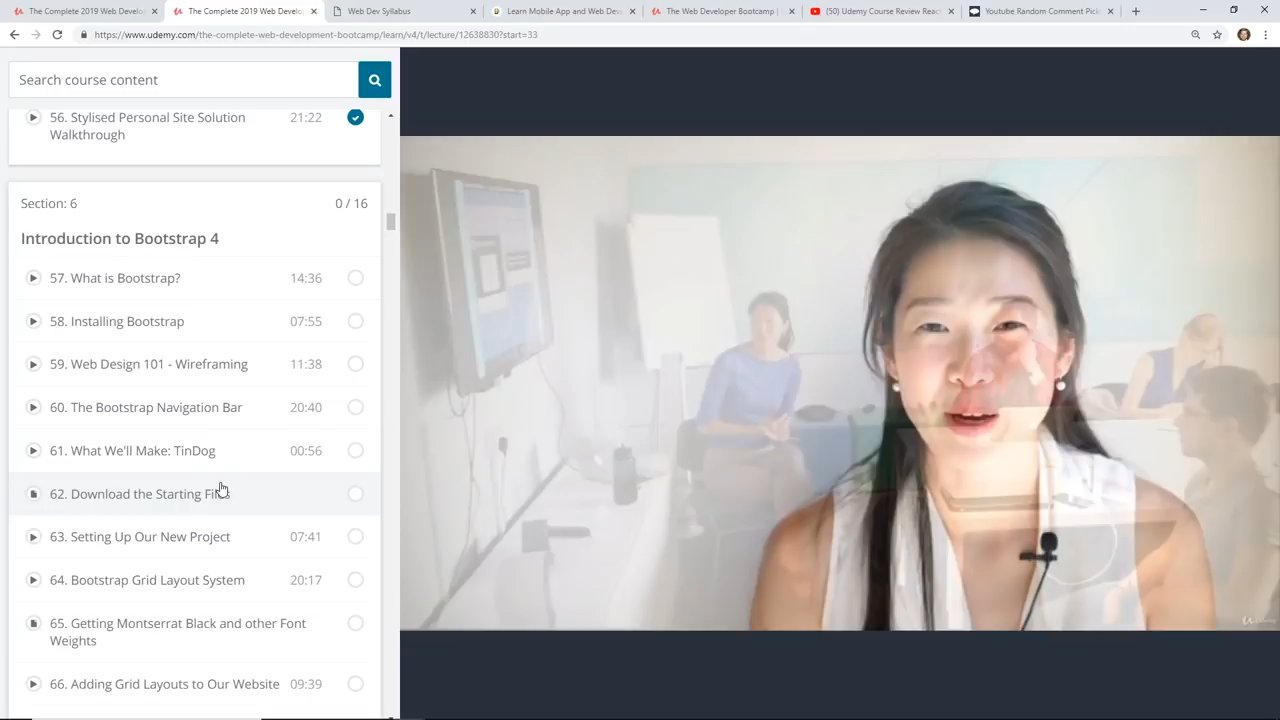 The Complete 2019 Web Develo
The Complete 2019 Web Develo
Web Dev Syllabus
Learn Mobile App and Web Dev
The Web Developer Bootcamp |
(50) Udemy Course Review Reac
Youtube Random Comment Pick
https://www.udemy.com/the-complete-web-development-bootcamp/learn/v4/t/lecture/12638830?start=33
Search course content
56. Stylised Personal Site Solution
Walkthrough
21:22
Section: 6
0 / 16
Introduction to Bootstrap 4
57. What is Bootstrap?
14:36
58. Installing Bootstrap
07:55
59. Web Design 101 - Wireframing
11:38
60. The Bootstrap Navigation Bar
20:40
61. What We'll Make: TinDog
00:56
62. Download the Starting Files
63. Setting Up Our New Project
07:41
64. Bootstrap Grid Layout System
20:17
65. Getting Montserrat Black and other Font
Weights
66. Adding Grid Layouts to Our Website
09:39